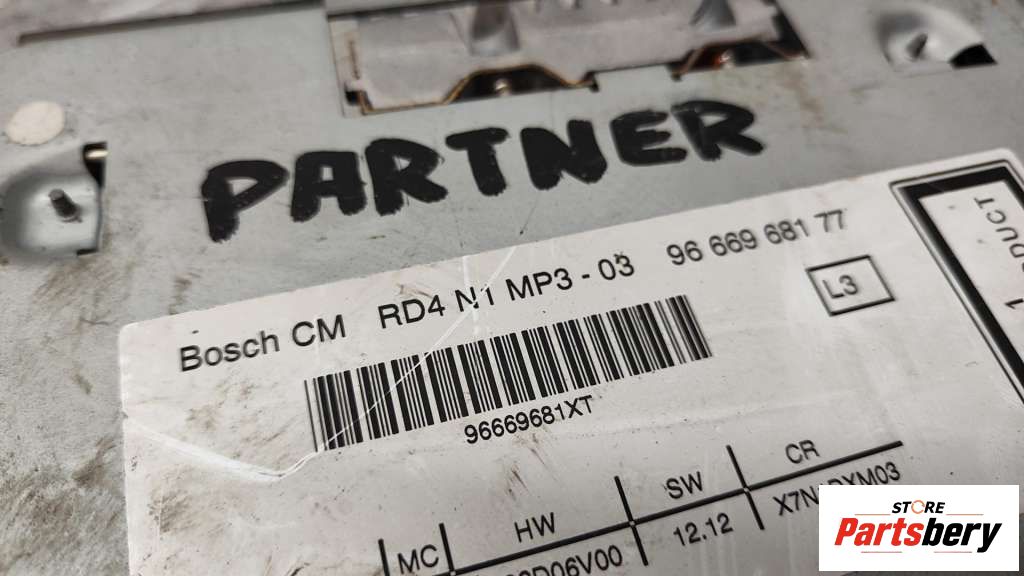 PARTNER
Bosch CM RD4 N1 MP3 - 03 96 669 681 77
L3
96669681XT
MC HW SW CR
12.12
STORE
Partsbery